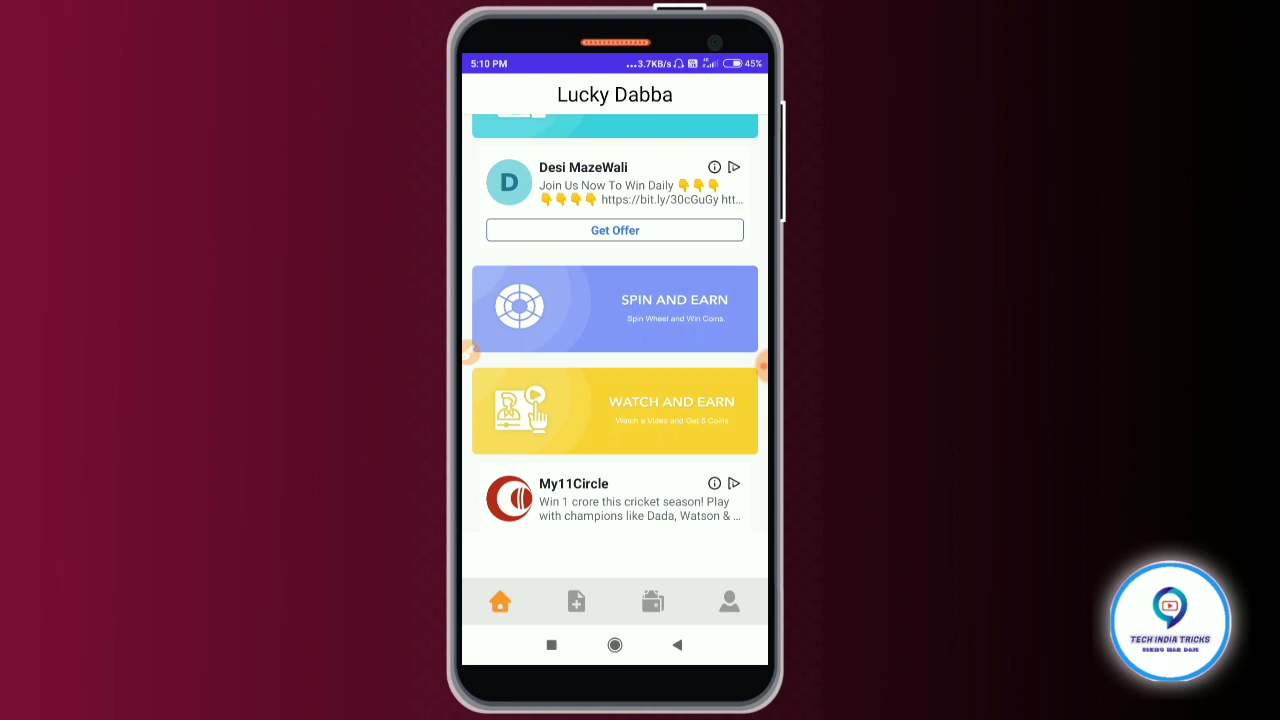 5:10 PM
...3.7KB/s
4G
45%
Lucky Dabba
D
Desi MazeWali
Join Us Now To Win Daily 👇👇👇
👇👇👇👇 https://bit.ly/30cGuGy htt...
Get Offer
SPIN AND EARN
Spin Wheel and Win Coins.
WATCH AND EARN
Watch a Video and Get 5 Coins
My11Circle
Win 1 crore this cricket season! Play
with champions like Dada, Watson & ...
TECH INDIA TRICKS